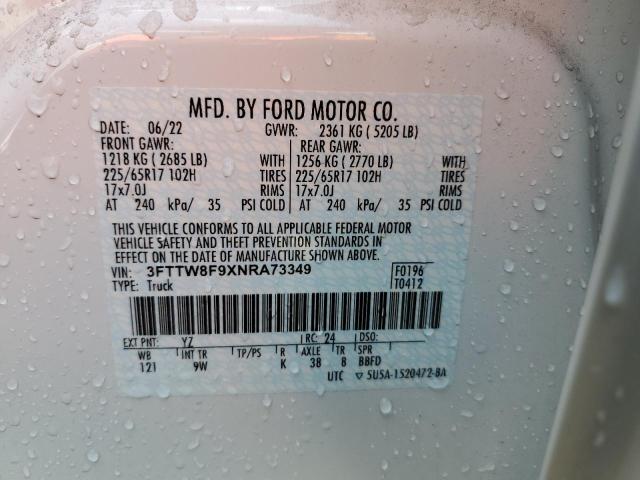 MFD. BY FORD MOTOR CO.
DATE: 06/22 GVWR: 2361 KG ( 5205 LB)
FRONT GAWR: REAR GAWR:
1218 KG ( 2685 LB) WITH 1256 KG ( 2770 LB) WITH
225/65R17 102H TIRES 225/65R17 102H TIRES
17x7.0J RIMS 17x7.0J RIMS
AT 240 kPa/ 35 PSI COLD AT 240 kPa/ 35 PSI COLD
THIS VEHICLE CONFORMS TO ALL APPLICABLE FEDERAL MOTOR
VEHICLE SAFETY AND THEFT PREVENTION STANDARDS IN
EFFECT ON THE DATE OF MANUFACTURE SHOWN ABOVE.
VIN: 3FTTW8F9XNRA73349 F0196
TYPE: Truck T0412
EXT PNT: YZ RC: 24 DSO:
WB INT TR TP/PS R AXLE TR SPR
121 9W K 38 8 BBFD
UTC ▽ 5U5A-1520472-BA